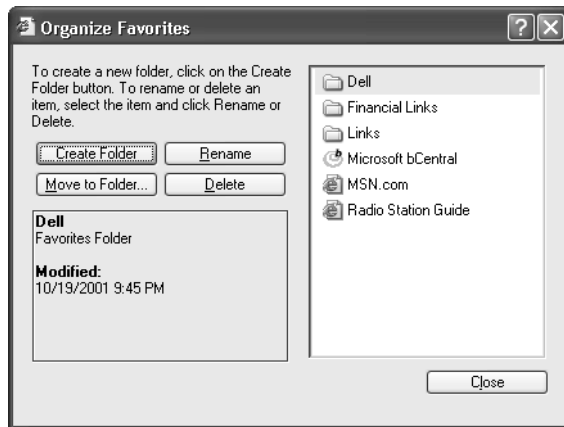 Organize Favorites
To create a new folder, click on the Create
Folder button. To rename or delete an
item, select the item and click Rename or
Delete.
Create Folder
Rename
Move to Folder...
Delete
Dell
Favorites Folder
Modified:
10/19/2001 9:45 PM
Dell
Financial Links
Links
Microsoft bCentral
MSN.com
Radio Station Guide
Close